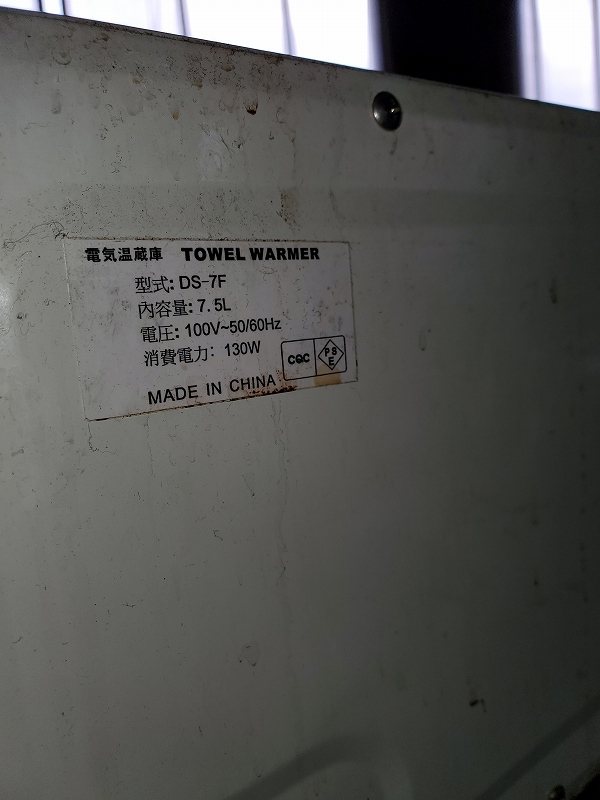 電気温蔵庫 TOWEL WARMER
型式: DS-7F
內容量: 7.5L
電圧: 100V~50/60Hz
消費電力: 130W
CQC PSE
MADE IN CHINA